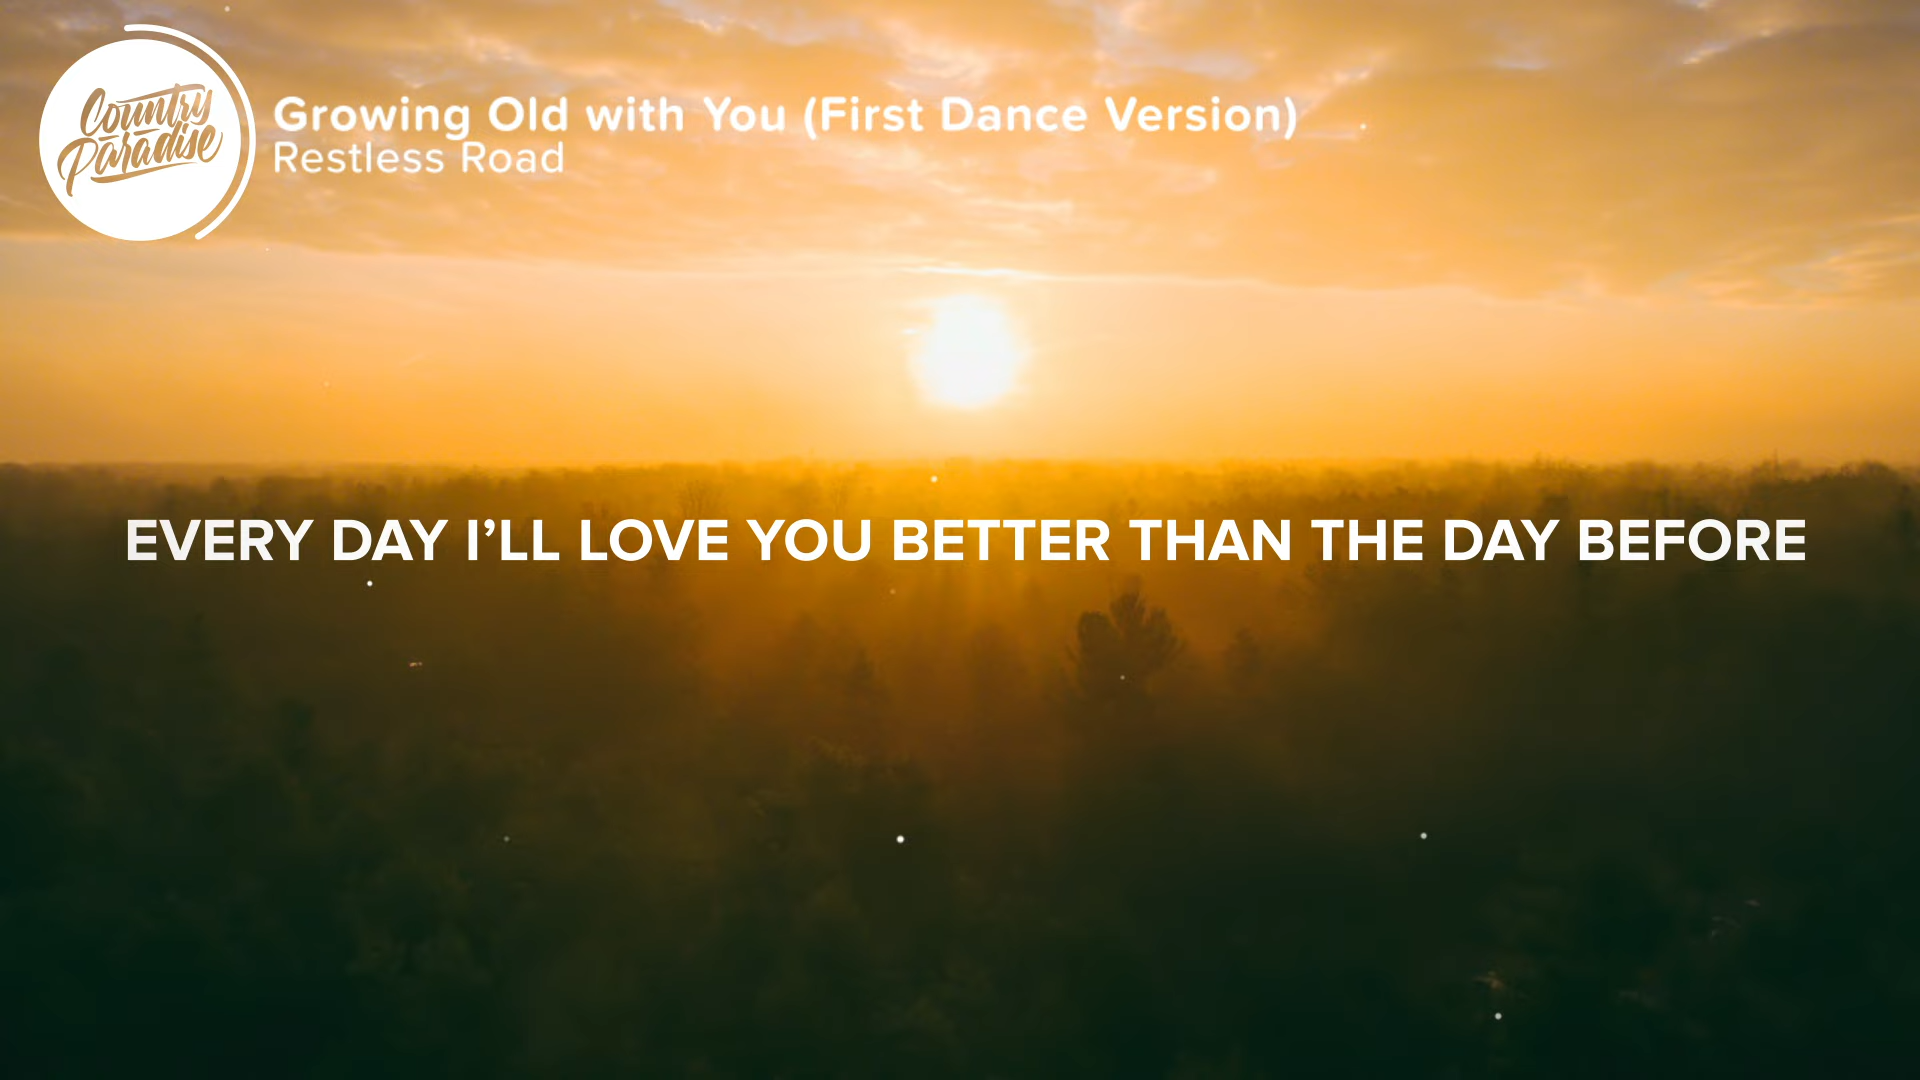 Country
Paradise
Growing Old with You (First Dance Version)
Restless Road
EVERY DAY I’LL LOVE YOU BETTER THAN THE DAY BEFORE